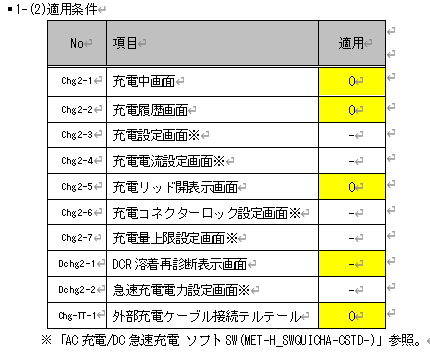 ▪1-(2)適用条件
No 項目 適用
Chg2-1 充電中画面 O
Chg2-2 充電履歴画面 O
Chg2-3 充電設定画面※ -
Chg2-4 充電電流設定画面※ -
Chg2-5 充電リッド開表示画面 O
Chg2-6 充電コネクターロック設定画面※ -
Chg2-7 充電量上限設定画面※ -
Dchg2-1 DCR溶着再診断表示画面 -
Dchg2-2 急速充電電力設定画面※ -
Chg-TT-1 外部充電ケーブル接続テルテール O
※「AC充電/DC急速充電 ソフトSW(MET-H_SWQUICHA-CSTD-)」参照。